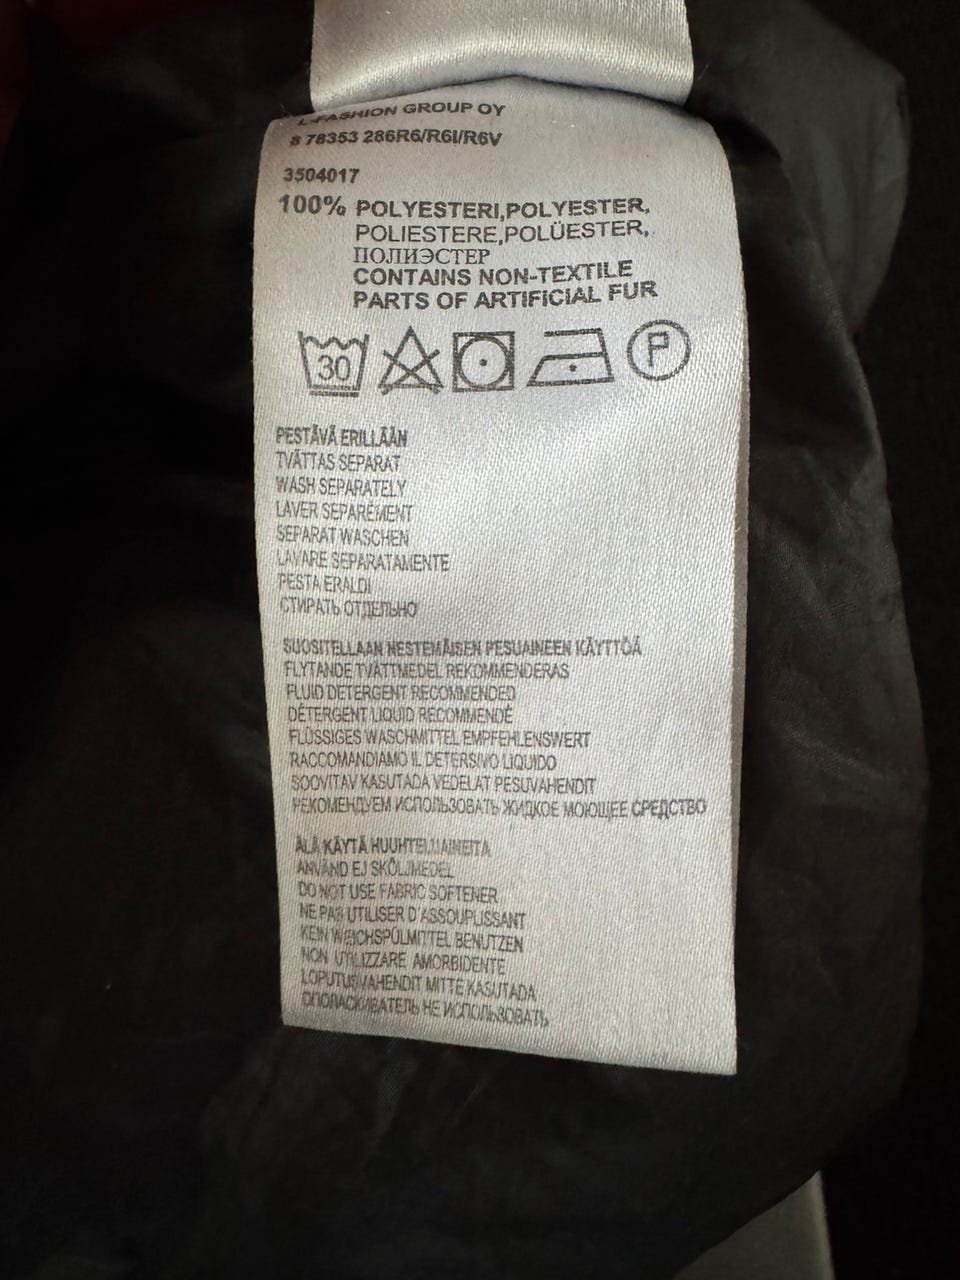 L-FASHION GROUP OY
8 78353 286R6/R6I/R6V
3504017
100% POLYESTERI,POLYESTER,
POLIESTERE,POLÜESTER,
ПОЛИЭСТЕР
CONTAINS NON-TEXTILE
PARTS OF ARTIFICIAL FUR
30 P
PESTÄVÄ ERILLÄÄN
TVÄTTAS SEPARAT
WASH SEPARATELY
LAVER SEPARÉMENT
SEPARAT WASCHEN
LAVARE SEPARATAMENTE
PESTA ERALDI
СТИРАТЬ ОТДЕЛЬНО
SUOSITELLAAN NESTEMÄISEN PESUAINEEN KÄYTTÖÄ
FLYTANDE TVÄTTMEDEL REKOMMENDERAS
FLUID DETERGENT RECOMMENDED
DÉTERGENT LIQUID RECOMMENDÉ
FLÜSSIGES WASCHMITTEL EMPFEHLENSWERT
RACCOMANDIAMO IL DETERSIVO LIQUIDO
SOOVITAV KASUTADA VEDELAT PESUVAHENDIT
РЕКОМЕНДУЕМ ИСПОЛЬЗОВАТЬ ЖИДКОЕ МОЮЩЕЕ СРЕДСТВО
ÄLÄ KÄYTÄ HUUHTELUAINEITA
ANVÄND EJ SKÖLJMEDEL
DO NOT USE FABRIC SOFTENER
NE PAS UTILISER D'ASSOUPLISSANT
KEIN WEICHSPÜLMITTEL BENUTZEN
NON UTILIZZARE AMORBIDENTE
LOPUTUSVAHENDIT MITTE KASUTADA
ОПОЛАСКИВАТЕЛЬ НЕ ИСПОЛЬЗОВАТЬ